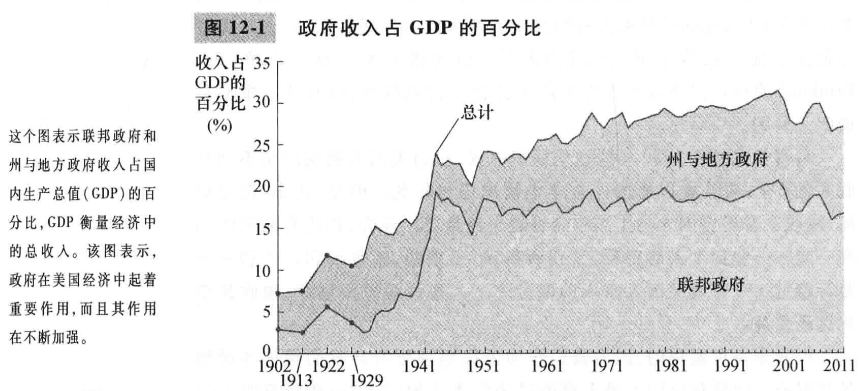 图 12-1 政府收入占 GDP 的百分比
收入占
GDP的
百分比
(%)
35
30
25
20
15
10
5
0
总计
州与地方政府
联邦政府
1902
1913
1922
1929
1941
1951
1961
1971
1981
1991
2001
2011
这个图表示联邦政府和
州与地方政府收入占国
内生产总值(GDP)的百
分比,GDP 衡量经济中
的总收入。该图表示,
政府在美国经济中起着
重要作用,而且其作用
在不断加强。